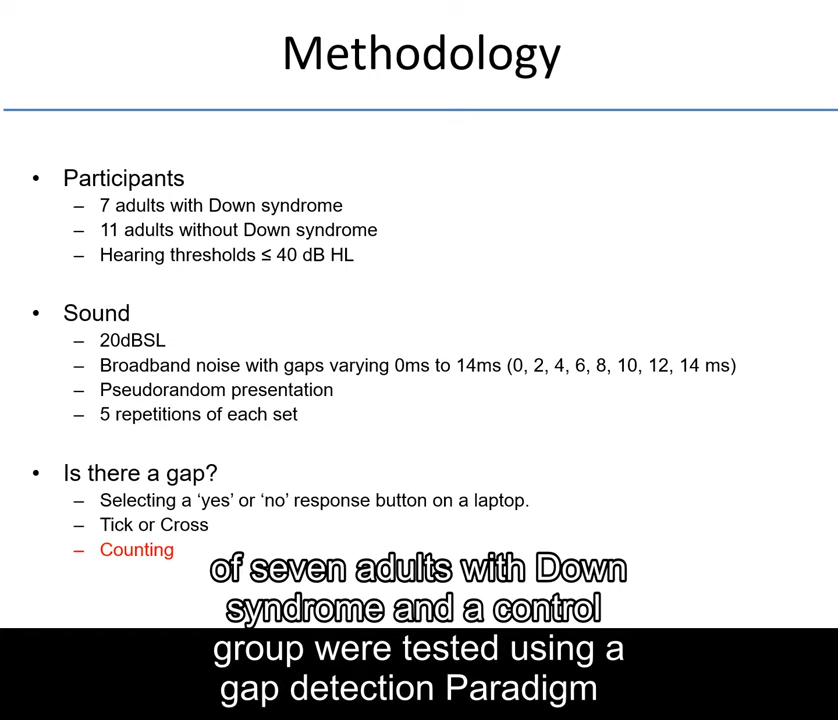 Methodology
• Participants
– 7 adults with Down syndrome
– 11 adults without Down syndrome
– Hearing thresholds ≤ 40 dB HL
• Sound
– 20dBSL
– Broadband noise with gaps varying 0ms to 14ms (0, 2, 4, 6, 8, 10, 12, 14 ms)
– Pseudorandom presentation
– 5 repetitions of each set
• Is there a gap?
– Selecting a ‘yes’ or ‘no’ response button on a laptop.
– Tick or Cross
– Counting
of seven adults with Down
syndrome and a control
group were tested using a
gap detection Paradigm